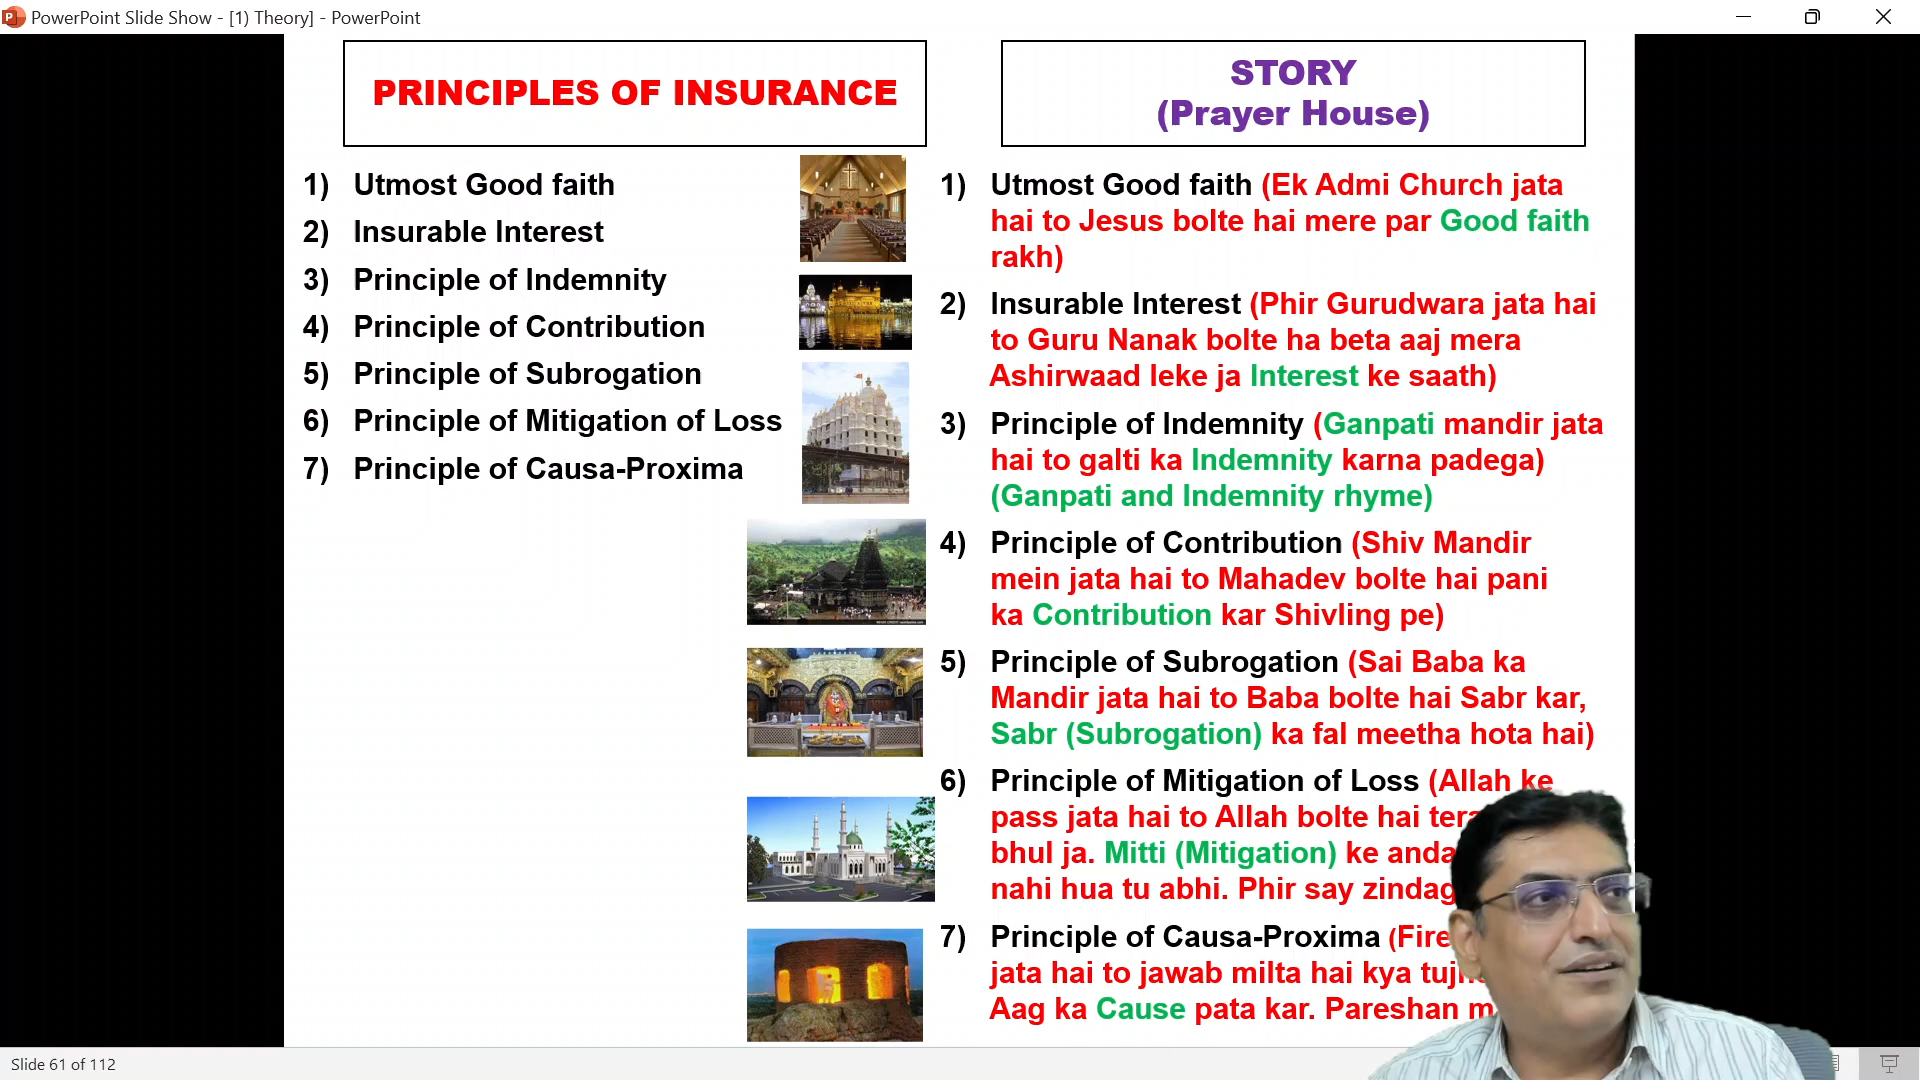 PowerPoint Slide Show - [1) Theory] - PowerPoint
PRINCIPLES OF INSURANCE
1) Utmost Good faith
2) Insurable Interest
3) Principle of Indemnity
4) Principle of Contribution
5) Principle of Subrogation
6) Principle of Mitigation of Loss
7) Principle of Causa-Proxima
STORY
(Prayer House)
1) Utmost Good faith (Ek Admi Church jata
hai to Jesus bolte hai mere par Good faith
rakh)
2) Insurable Interest (Phir Gurudwara jata hai
to Guru Nanak bolte ha beta aaj mera
Ashirwaad leke ja Interest ke saath)
3) Principle of Indemnity (Ganpati mandir jata
hai to galti ka Indemnity karna padega)
(Ganpati and Indemnity rhyme)
4) Principle of Contribution (Shiv Mandir
mein jata hai to Mahadev bolte hai pani
ka Contribution kar Shivling pe)
5) Principle of Subrogation (Sai Baba ka
Mandir jata hai to Baba bolte hai Sabr kar,
Sabr (Subrogation) ka fal meetha hota hai)
6) Principle of Mitigation of Loss (Allah ke
pass jata hai to Allah bolte hai tera
bhul ja. Mitti (Mitigation) ke
nahi hua tu abhi. Phir say
7) Principle of Causa-Proxima (Fire
jata hai to jawab milta hai kya
Aag ka Cause pata kar. Pareshan
Slide 61 of 112